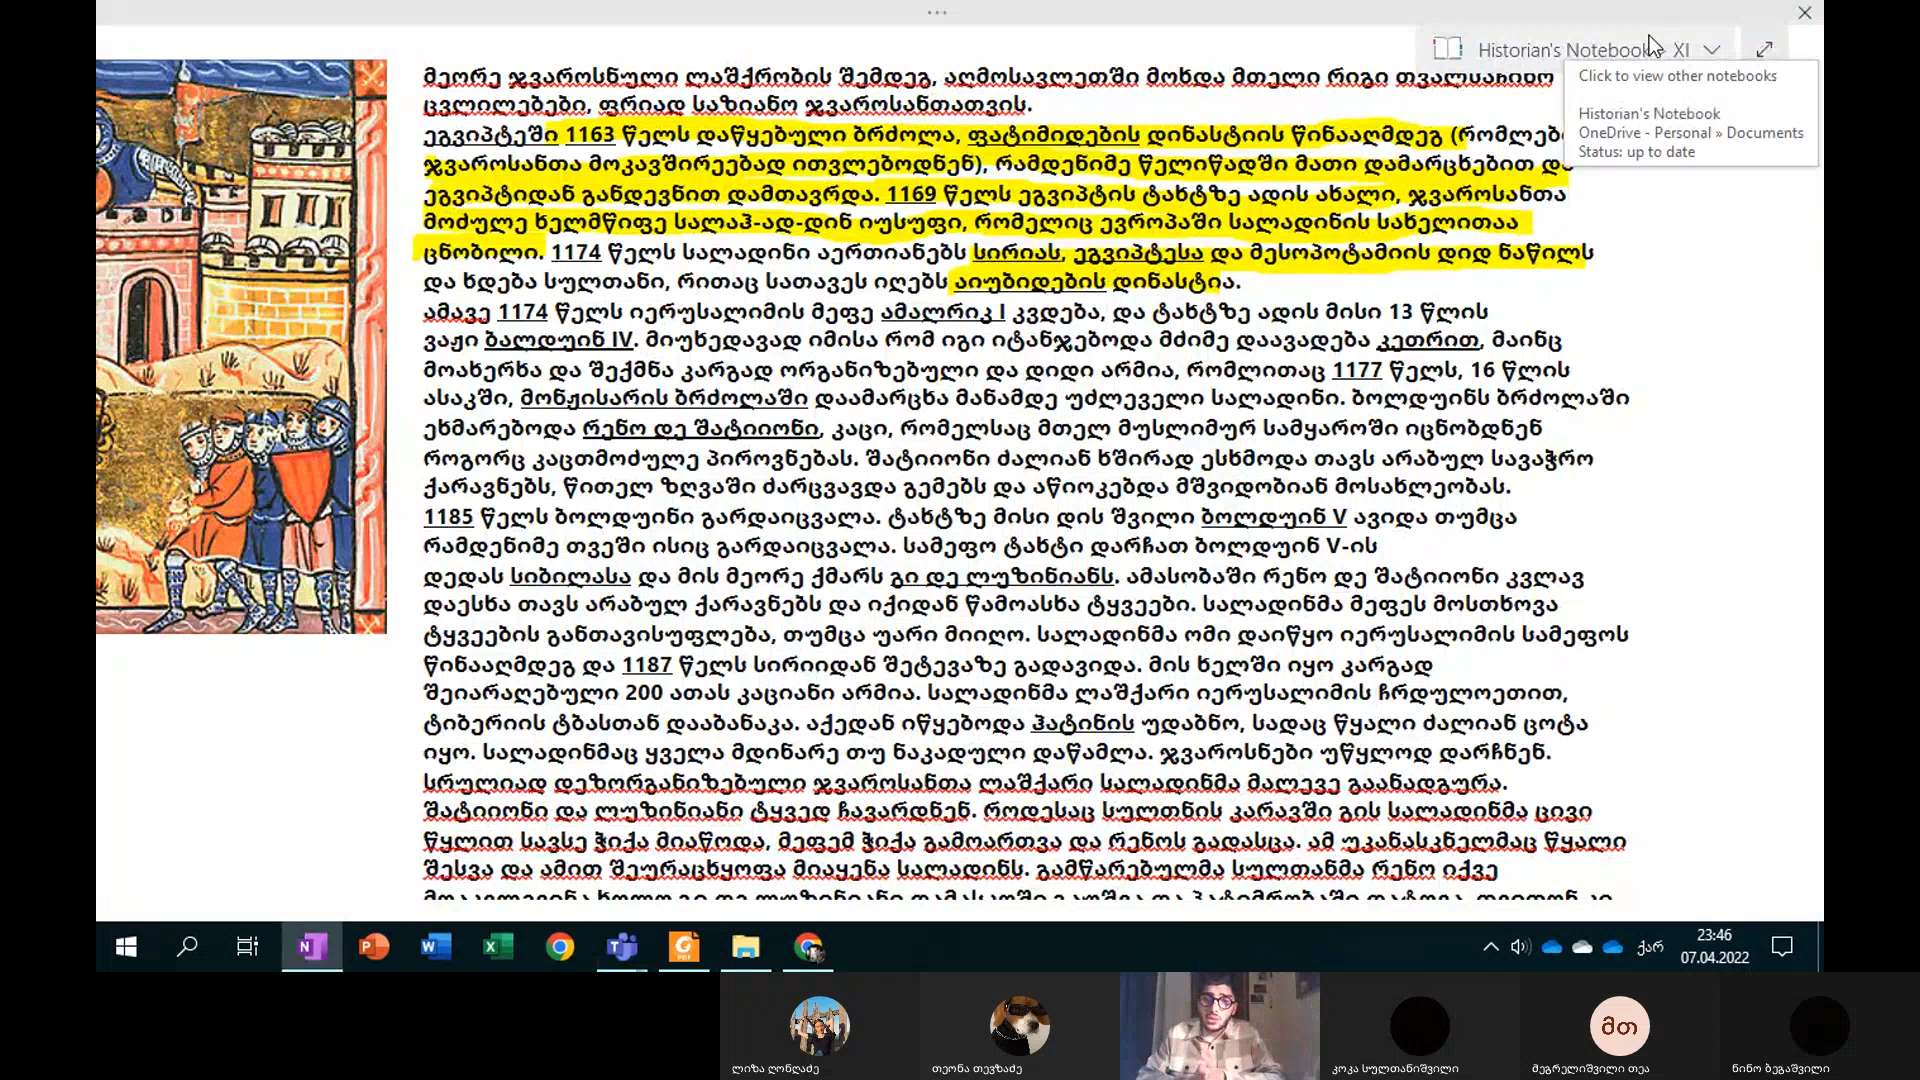 Historian's Notebook
XI
Click to view other notebooks
Historian's Notebook
OneDrive - Personal » Documents
Status: up to date
მეორე ჯვაროსნული ლაშქრობის შემდეგ, აღმოსავლეთში მოხდა მთელი რიგი თვალსაჩინო
ცვლილებები, ფრიად საზიანო ჯვაროსანთათვის.
ეგვიპტეში 1163 წელს დაწყებული ბრძოლა, ფატიმიდების დინასტიის წინააღმდეგ
ჯვაროსანთა მოკავშირეებად ითვლებოდნენ), რამდენიმე წელიწადში მათი დამარცხებით და
ეგვიპტიდან განდევნით დამთავრდა. 1169 წელს ეგვიპტის ტახტზე ადის ახალი, ჯვაროსანთა
მოძულე ხელმწიფე სალაჰ-ად-დინ იუსუფი, რომელიც ევროპაში სალადინის სახელითაა
ცნობილი. 1174 წელს სალადინი აერთიანებს სირიას, ეგვიპტესა და მესოპოტამიის დიდ ნაწილს
და ხდება სულთანი, რითაც სათავეს იღებს აიუბიდების დინასტია.
ამავე 1174 წელს იერუსალიმის მეფე ამალრიკ I კვდება, და ტახტზე ადის მისი 13 წლის
ვაჟი ბალდუინ IV. მიუხედავად იმისა რომ იგი იტანჯებოდა მძიმე დაავადება კეთრით, მაინც
მოახერხა და შექმნა კარგად ორგანიზებული და დიდი არმია, რომლითაც 1177 წელს, 16 წლის
ასაკში, მონჟისარის ბრძოლაში დაამარცხა მანამდე უძლეველი სალადინი. ბოლდუინს ბრძოლაში
ეხმარებოდა რენო დე შატიიონი, კაცი, რომელსაც მთელ მუსლიმურ სამყაროში იცნობდნენ
როგორც კაცთმოძულე პიროვნებას. შატიიონი ძალიან ხშირად ესხმოდა თავს არაბულ სავაჭრო
ქარავნებს, წითელ ზღვაში ძარცვავდა გემებს და აწიოკებდა მშვიდობიან მოსახლეობას.
1185 წელს ბოლდუინი გარდაიცვალა. ტახტზე მისი დის შვილი ბოლდუინ V ავიდა თუმცა
რამდენიმე თვეში ისიც გარდაიცვალა. სამეფო ტახტი დარჩათ ბოლდუინ V-ის
დედას სიბილასა და მის მეორე ქმარს გი დე ლუზინიანს. ამასობაში რენო დე შატიიონი კვლავ
დაესხა თავს არაბულ ქარავნებს და იქიდან წამოასხა ტყვეები. სალადინმა მეფეს მოსთხოვა
ტყვეების განთავისუფლება, თუმცა უარი მიიღო. სალადინმა ომი დაიწყო იერუსალიმის სამეფოს
წინააღმდეგ და 1187 წელს სირიიდან შეტევაზე გადავიდა. მის ხელში იყო კარგად
შეიარაღებული 200 ათას კაციანი არმია. სალადინმა ლაშქარი იერუსალიმის ჩრდულოეთით,
ტიბერიის ტბასთან დააბანაკა. აქედან იწყებოდა ჰატინის უდაბნო, სადაც წყალი ძალიან ცოტა
იყო. სალადინმაც ყველა მდინარე თუ ნაკადული დაწამლა. ჯვაროსნები უწყლოდ დარჩნენ.
სრულიად დეზორგანიზებული ჯვაროსანთა ლაშქარი სალადინმა მალევე გაანადგურა.
შატიიონი და ლუზინიანი ტყვედ ჩავარდნენ. როდესაც სულთნის კარავში გის სალადინმა ცივი
წყლით სავსე ჭიქა მიაწოდა, მეფემ ჭიქა გამოართვა და რენოს გადასცა. ამ უკანასკნელმაც წყალი
შესვა და ამით შეურაცხყოფა მიაყენა სალადინს. გამწარებულმა სულთანმა რენო იქვე
ქარ
23:46
07.04.2022
ლიზა ღონღაძე
თეონა თევზაძე
კოკა სულთანიშვილი
მთ
მეგრელიშვილი თეა
ნინო ბეგაშვილი